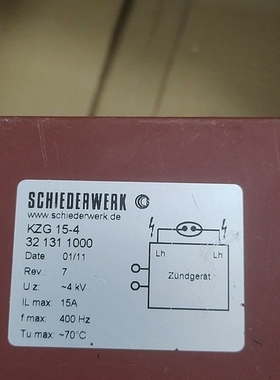 SCHIEDERWERK
www.schiederwerk.de
KZG 15-4
32 131 1000
Date 01/11
Rev.: 7
U z: ~4 kV
IL max: 15A
f max: 400 Hz
Tu max: ~70°C
Lh Lh
Zündgerät